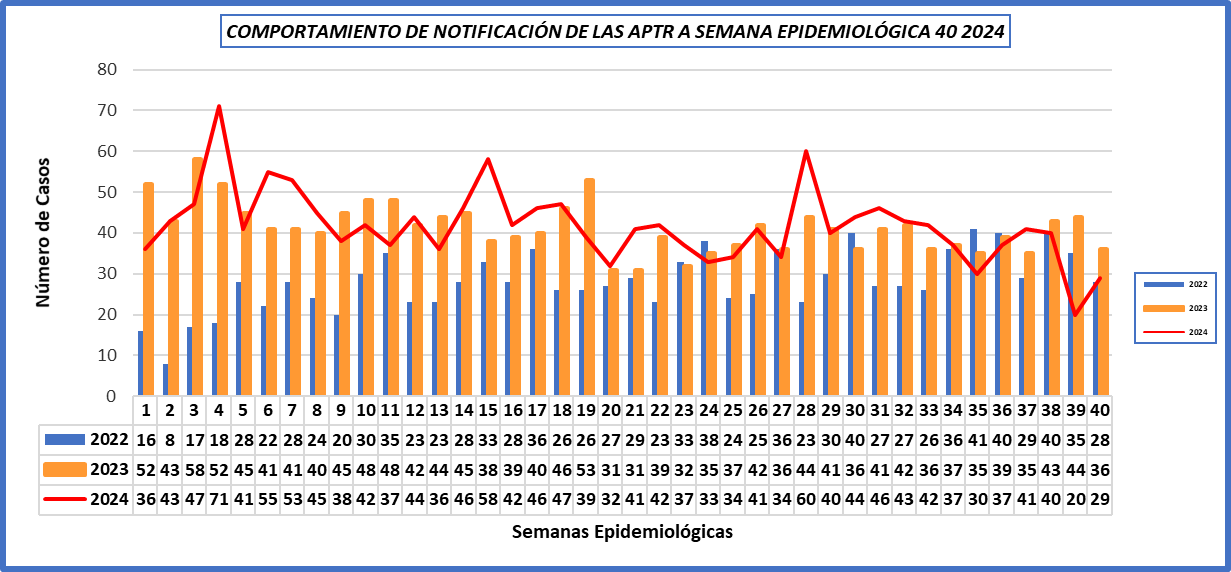 COMPORTAMIENTO DE NOTIFICACIÓN DE LAS APTR A SEMANA EPIDEMIOLÓGICA 40 2024
80
70
60
50
40
30
20
10
0
Número de Casos
2022
2023
2024
1 2 3 4 5 6 7 8 9 10 11 12 13 14 15 16 17 18 19 20 21 22 23 24 25 26 27 28 29 30 31 32 33 34 35 36 37 38 39 40
2022 16 8 17 18 28 22 28 24 20 30 35 23 23 28 33 28 36 26 26 27 29 23 33 38 24 25 36 23 30 40 27 27 26 36 41 40 29 40 35 28
2023 52 43 58 52 45 41 41 40 45 48 48 42 44 45 38 39 40 46 53 31 31 39 32 35 37 42 36 44 41 36 41 42 36 37 35 39 35 43 44 36
2024 36 43 47 71 41 55 53 45 38 42 37 44 36 46 58 42 46 47 39 32 41 42 37 33 34 41 34 60 40 44 46 43 42 37 30 37 41 40 20 29
Semanas Epidemiológicas